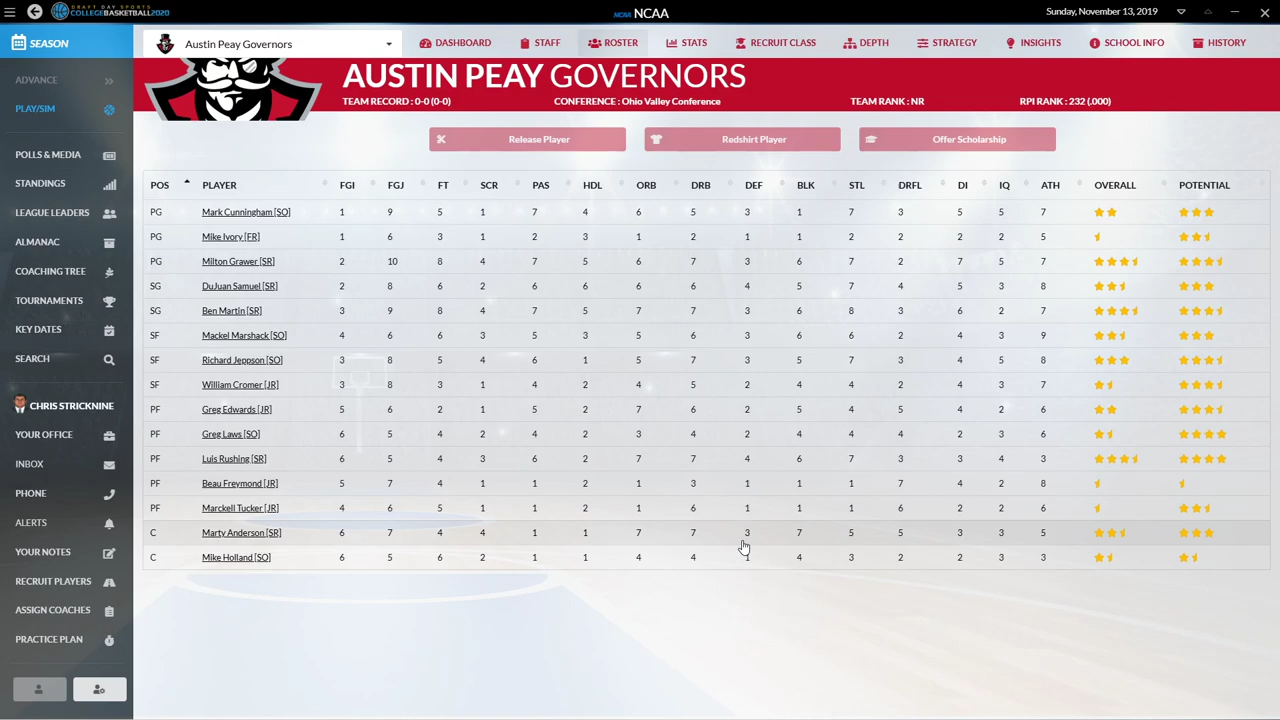 DRAFT DAY SPORTS
COLLEGE BASKETBALL 2020
NCAA NCAA
Sunday, November 13, 2019
SEASON
Austin Peay Governors
DASHBOARD STAFF ROSTER STATS RECRUIT CLASS DEPTH STRATEGY INSIGHTS SCHOOL INFO HISTORY
ADVANCE
PLAY/SIM
POLLS & MEDIA
STANDINGS
LEAGUE LEADERS
ALMANAC
COACHING TREE
TOURNAMENTS
KEY DATES
SEARCH
CHRIS STRICKNINE
YOUR OFFICE
INBOX
PHONE
ALERTS
YOUR NOTES
RECRUIT PLAYERS
ASSIGN COACHES
PRACTICE PLAN
AUSTIN PEAY GOVERNORS
TEAM RECORD : 0-0 (0-0) CONFERENCE : Ohio Valley Conference TEAM RANK : NR RPI RANK : 232 (.000)
Release Player Redshirt Player Offer Scholarship
POS PLAYER FGI FGJ FT SCR PAS HDL ORB DRB DEF BLK STL DRFL DI IQ ATH OVERALL POTENTIAL
PG Mark Cunningham [SO] 1 9 5 1 7 4 6 5 3 1 7 3 5 5 7
PG Mike Ivory [FR] 1 6 3 1 2 3 1 2 1 1 2 2 2 2 5
PG Milton Grawer [SR] 2 10 8 4 7 5 6 7 3 6 7 2 7 5 7
SG DuJuan Samuel [SR] 2 8 6 2 6 6 6 6 4 5 7 4 5 3 8
SG Ben Martin [SR] 3 9 8 4 7 5 7 7 3 6 8 3 6 2 7
SF Mackel Marshack [SO] 4 6 6 3 5 3 5 6 3 6 6 2 4 3 9
SF Richard Jeppson [SO] 3 8 5 4 6 1 5 7 3 5 7 3 4 5 8
SF William Cromer [JR] 3 8 3 1 4 2 4 5 2 4 4 2 4 3 7
PF Greg Edwards [JR] 5 6 2 1 5 2 7 6 2 5 4 5 4 2 6
PF Greg Laws [SO] 6 5 4 2 4 2 3 4 2 4 4 4 2 3 6
PF Luis Rushing [SR] 6 5 4 3 6 2 7 7 4 6 7 3 3 4 3
PF Beau Freymond [JR] 5 7 4 1 1 2 1 3 1 1 1 7 4 2 8
PF Marckell Tucker [JR] 4 6 5 1 1 2 1 6 1 1 1 6 2 2 6
C Marty Anderson [SR] 6 7 4 4 1 1 7 7 3 7 5 5 3 3 5
C Mike Holland [SO] 6 5 6 2 1 1 4 4 1 4 3 2 2 3 3